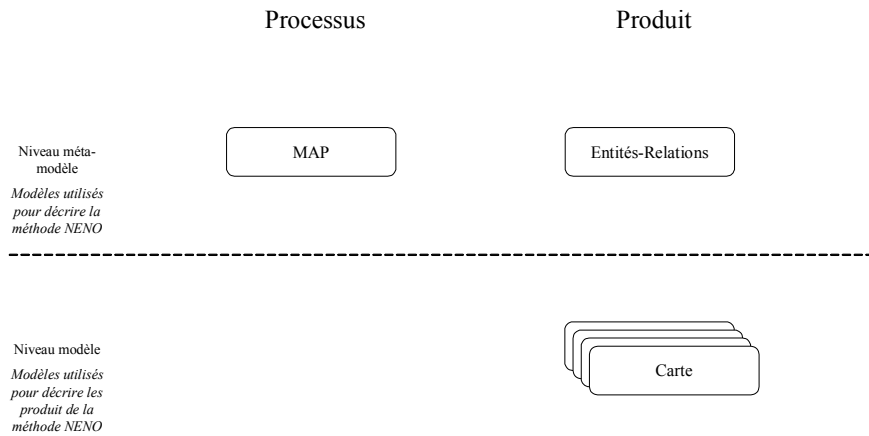 Processus Produit
MAP Entités-Relations
Niveau méta-
modèle
Modèles utilisés
pour décrire la
méthode NENO
Carte
Niveau modèle
Modèles utilisés
pour décrire les
produit de la
méthode NENO